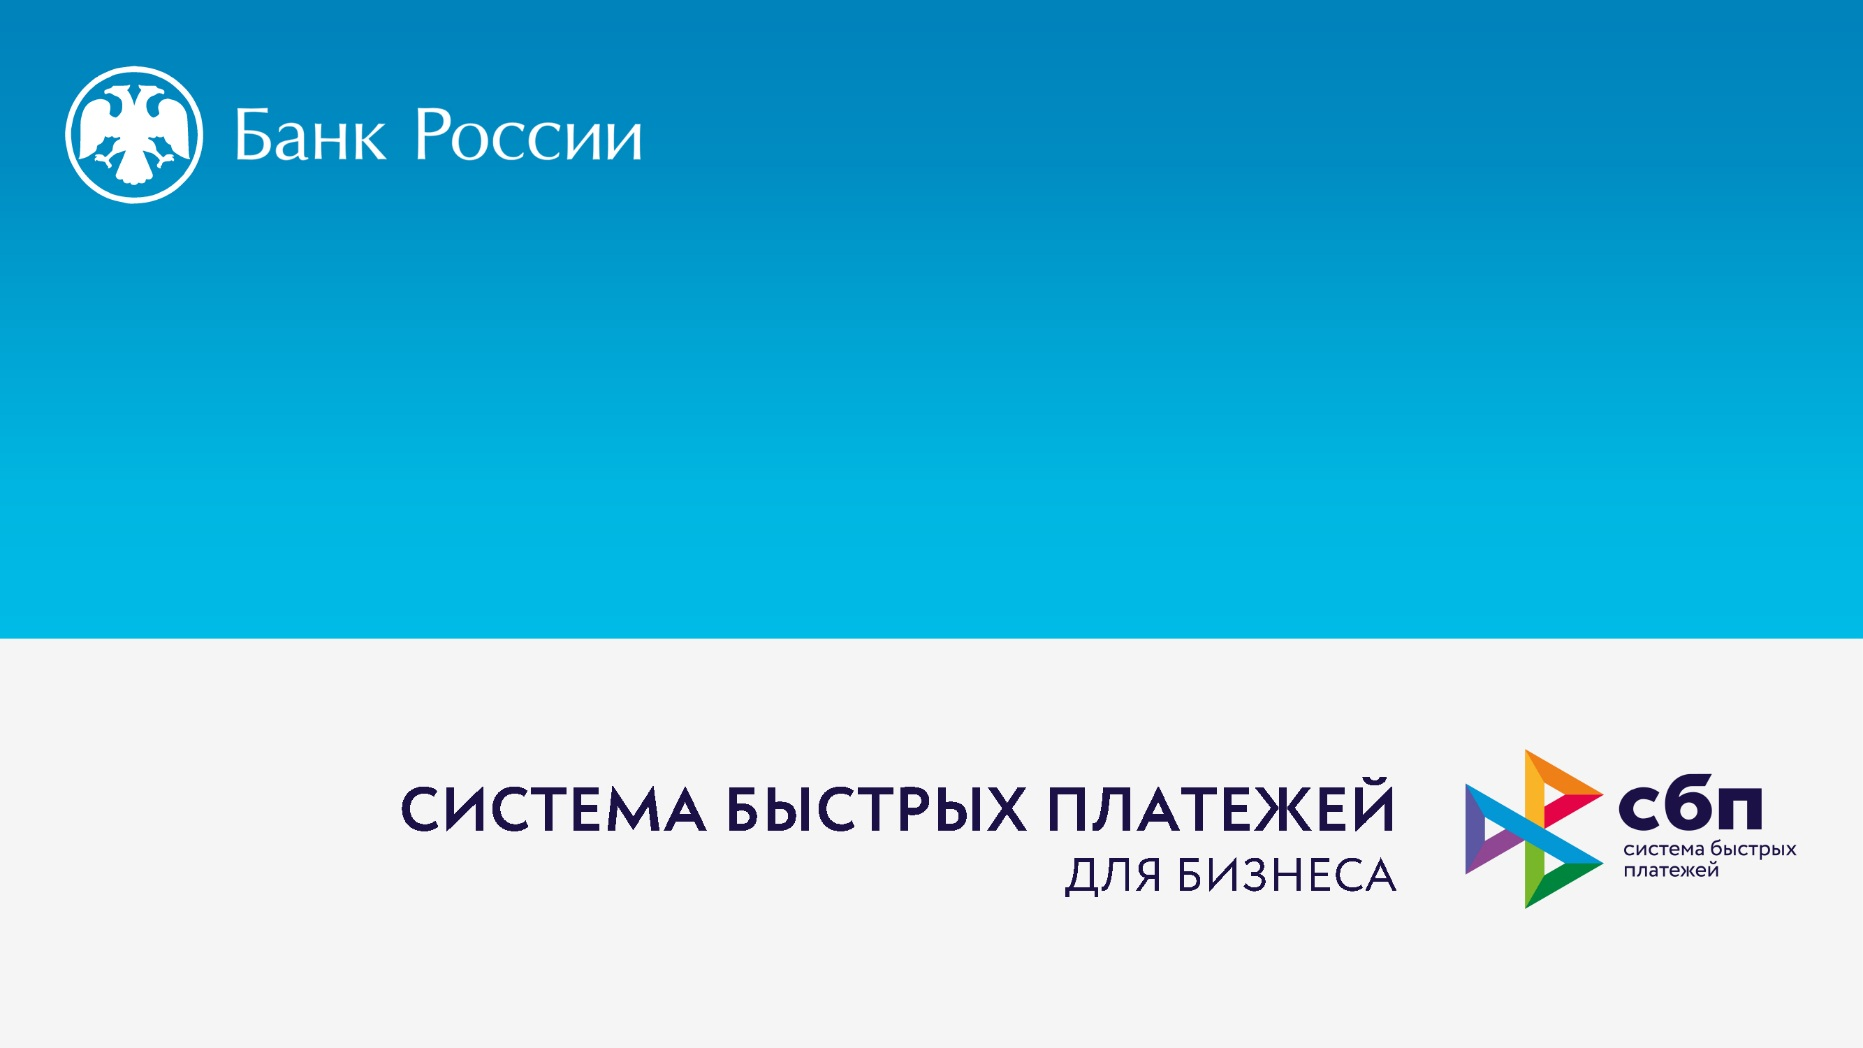 Банк России
СИСТЕМА БЫСТРЫХ ПЛАТЕЖЕЙ
ДЛЯ БИЗНЕСА
сбп
система быстрых
платежей